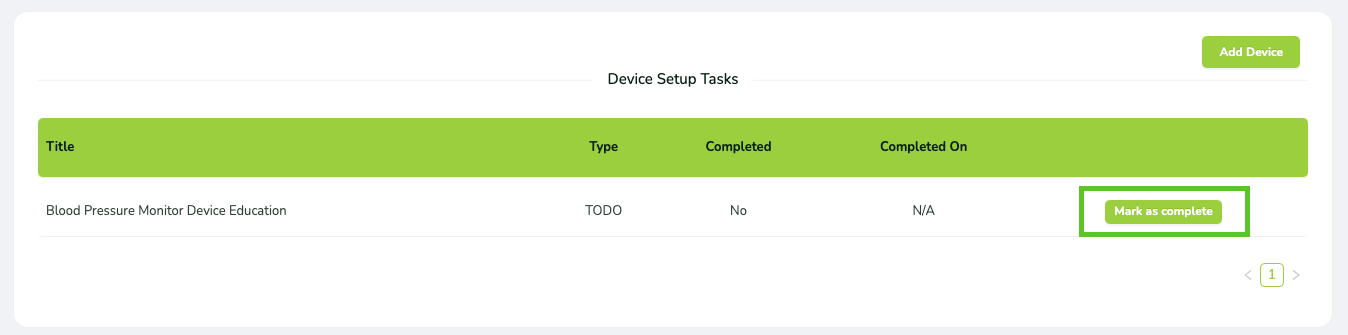 Add Device
Device Setup Tasks
Title Type Completed Completed On
Blood Pressure Monitor Device Education TODO No N/A Mark as complete
1